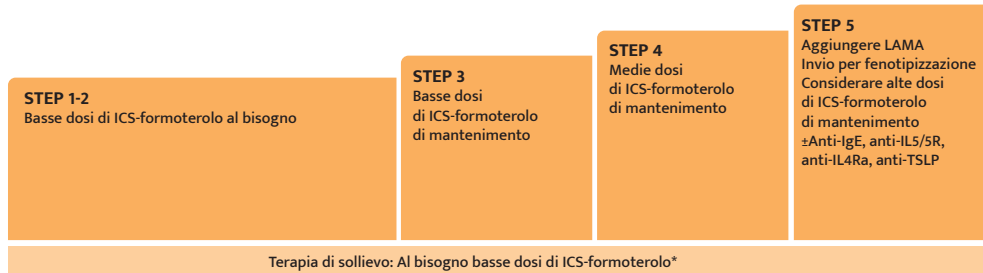 STEP 1-2
Basse dosi di ICS-formoterolo al bisogno
STEP 3
Basse dosi
di ICS-formoterolo
di mantenimento
STEP 4
Medie dosi
di ICS-formoterolo
di mantenimento
STEP 5
Aggiungere LAMA
Invio per fenotipizzazione
Considerare alte dosi
di ICS-formoterolo
di mantenimento
±Anti-IgE, anti-IL5/5R,
anti-IL4Ra, anti-TSLP
Terapia di sollievo: Al bisogno basse dosi di ICS-formoterolo*